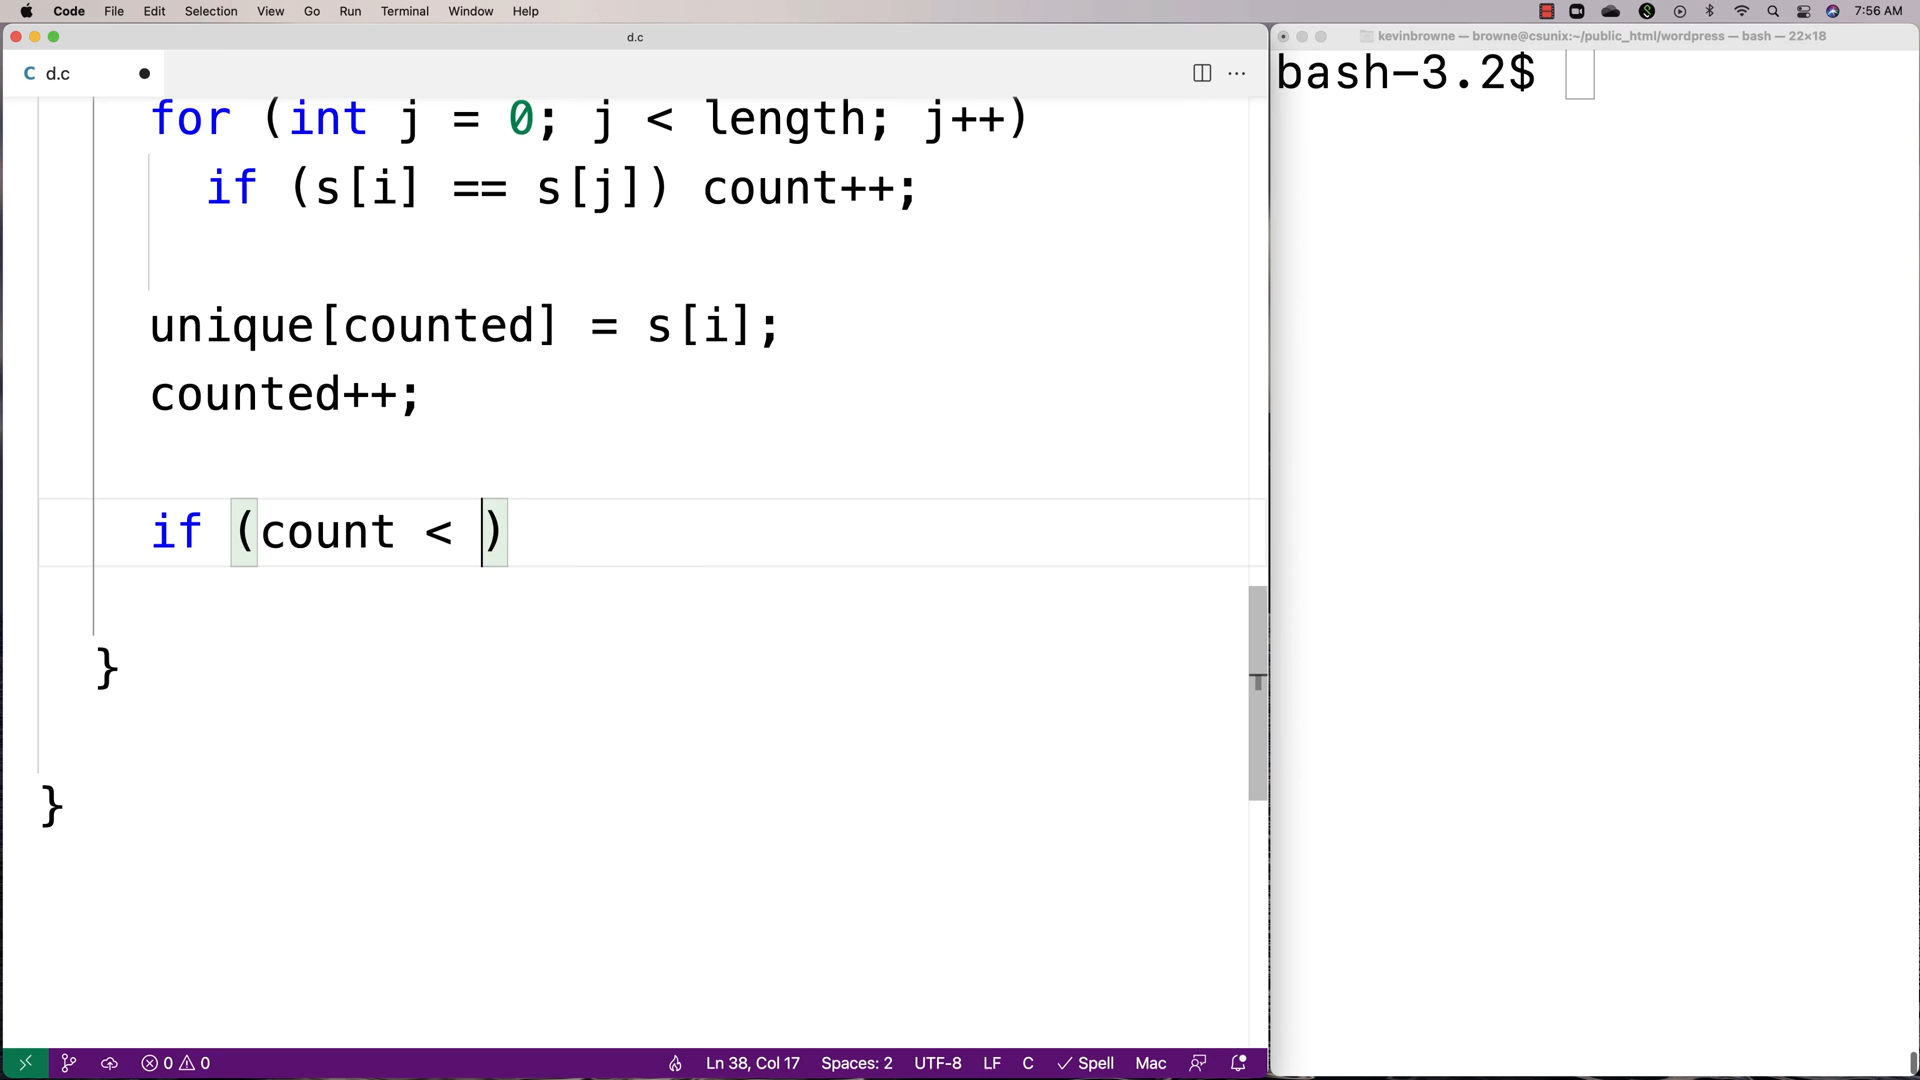 Code File Edit Selection View Go Run Terminal Window Help
7:56 AM
d.c
kevinbrowne — browne@csunix:~/public_html/wordpress — bash — 22×18
C d.c
bash-3.2$
for (int j = 0; j < length; j++)
if (s[i] == s[j]) count++;
unique[counted] = s[i];
counted++;
if (count < )
}
}
0 0 Ln 38, Col 17 Spaces: 2 UTF-8 LF C Spell Mac